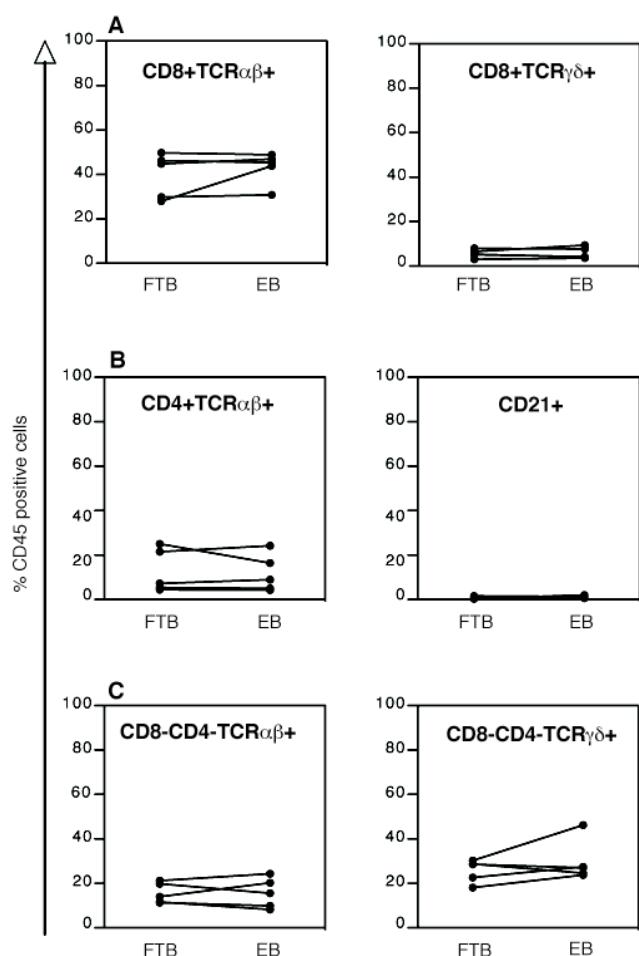 A
100
80
60
40
20
0
CD8+TCRαβ+
FTB EB
100
80
60
40
20
0
CD8+TCRγδ+
FTB EB
B
100
80
60
40
20
0
CD4+TCRαβ+
FTB EB
100
80
60
40
20
0
CD21+
FTB EB
C
100
80
60
40
20
0
CD8-CD4-TCRαβ+
FTB EB
100
80
60
40
20
0
CD8-CD4-TCRγδ+
FTB EB
% CD45 positive cells